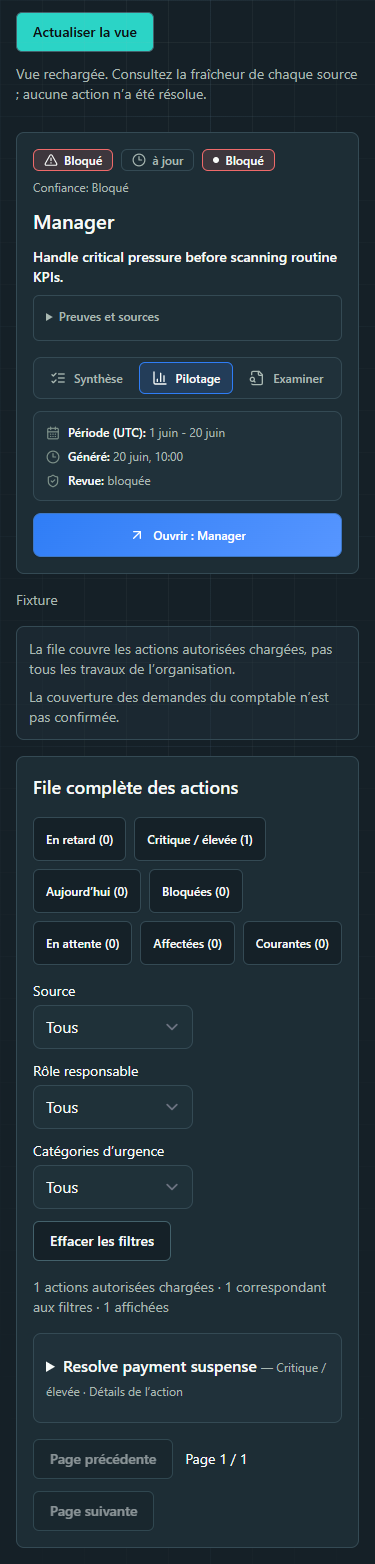 Actualiser la vue
Vue rechargée. Consultez la fraîcheur de chaque source
; aucune action n’a été résolue.
Bloqué
à jour
Bloqué
Confiance: Bloqué
Manager
Handle critical pressure before scanning routine
KPIs.
Preuves et sources
Synthèse
Pilotage
Examiner
Période (UTC): 1 juin - 20 juin
Généré: 20 juin, 10:00
Revue: bloquée
Ouvrir : Manager
Fixture
La file couvre les actions autorisées chargées, pas
tous les travaux de l’organisation.
La couverture des demandes du comptable n’est
pas confirmée.
File complète des actions
En retard (0)
Critique / élevée (1)
Aujourd’hui (0)
Bloquées (0)
En attente (0)
Affectées (0)
Courantes (0)
Source
Tous
Rôle responsable
Tous
Catégories d’urgence
Tous
Effacer les filtres
1 actions autorisées chargées · 1 correspondant
aux filtres · 1 affichées
Resolve payment suspense — Critique /
élevée · Détails de l’action
Page précédente
Page 1 / 1
Page suivante